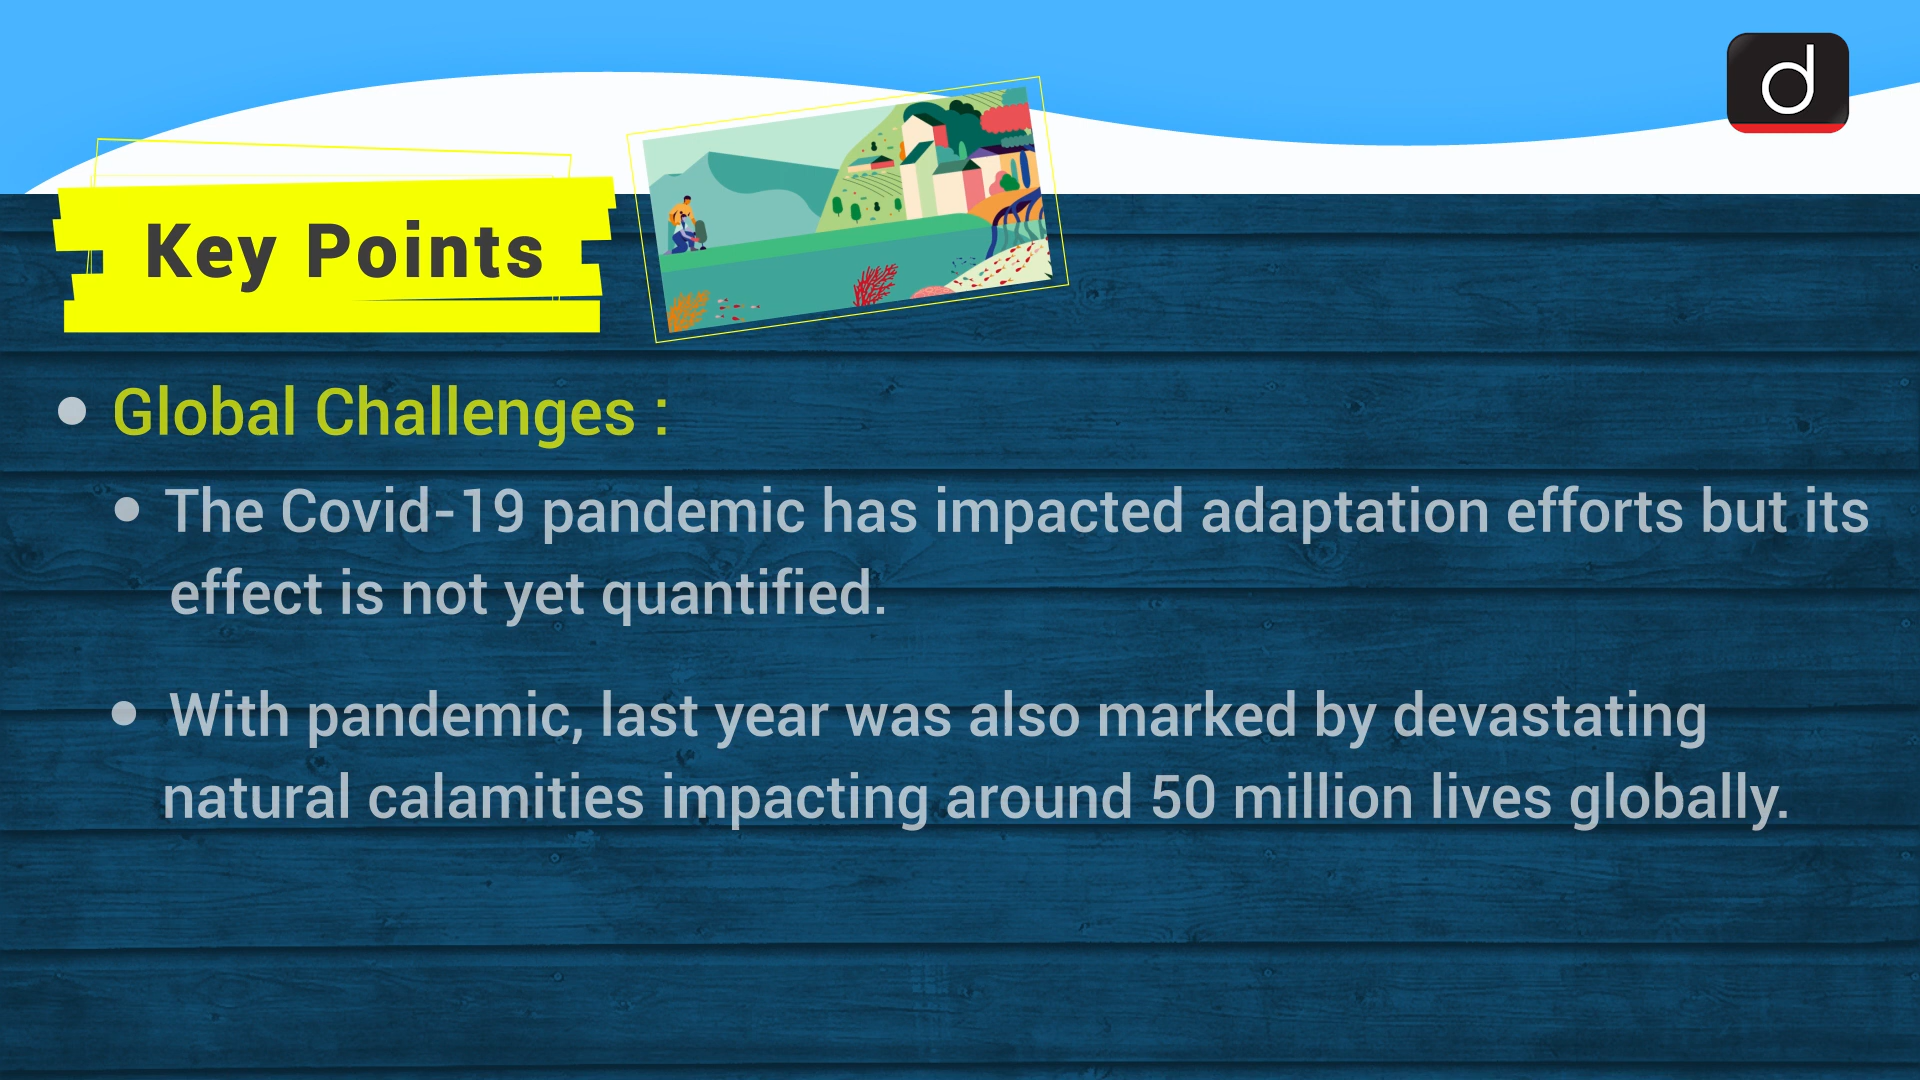 d
Key Points
Global Challenges :
The Covid-19 pandemic has impacted adaptation efforts but its
effect is not yet quantified.
With pandemic, last year was also marked by devastating
natural calamities impacting around 50 million lives globally.